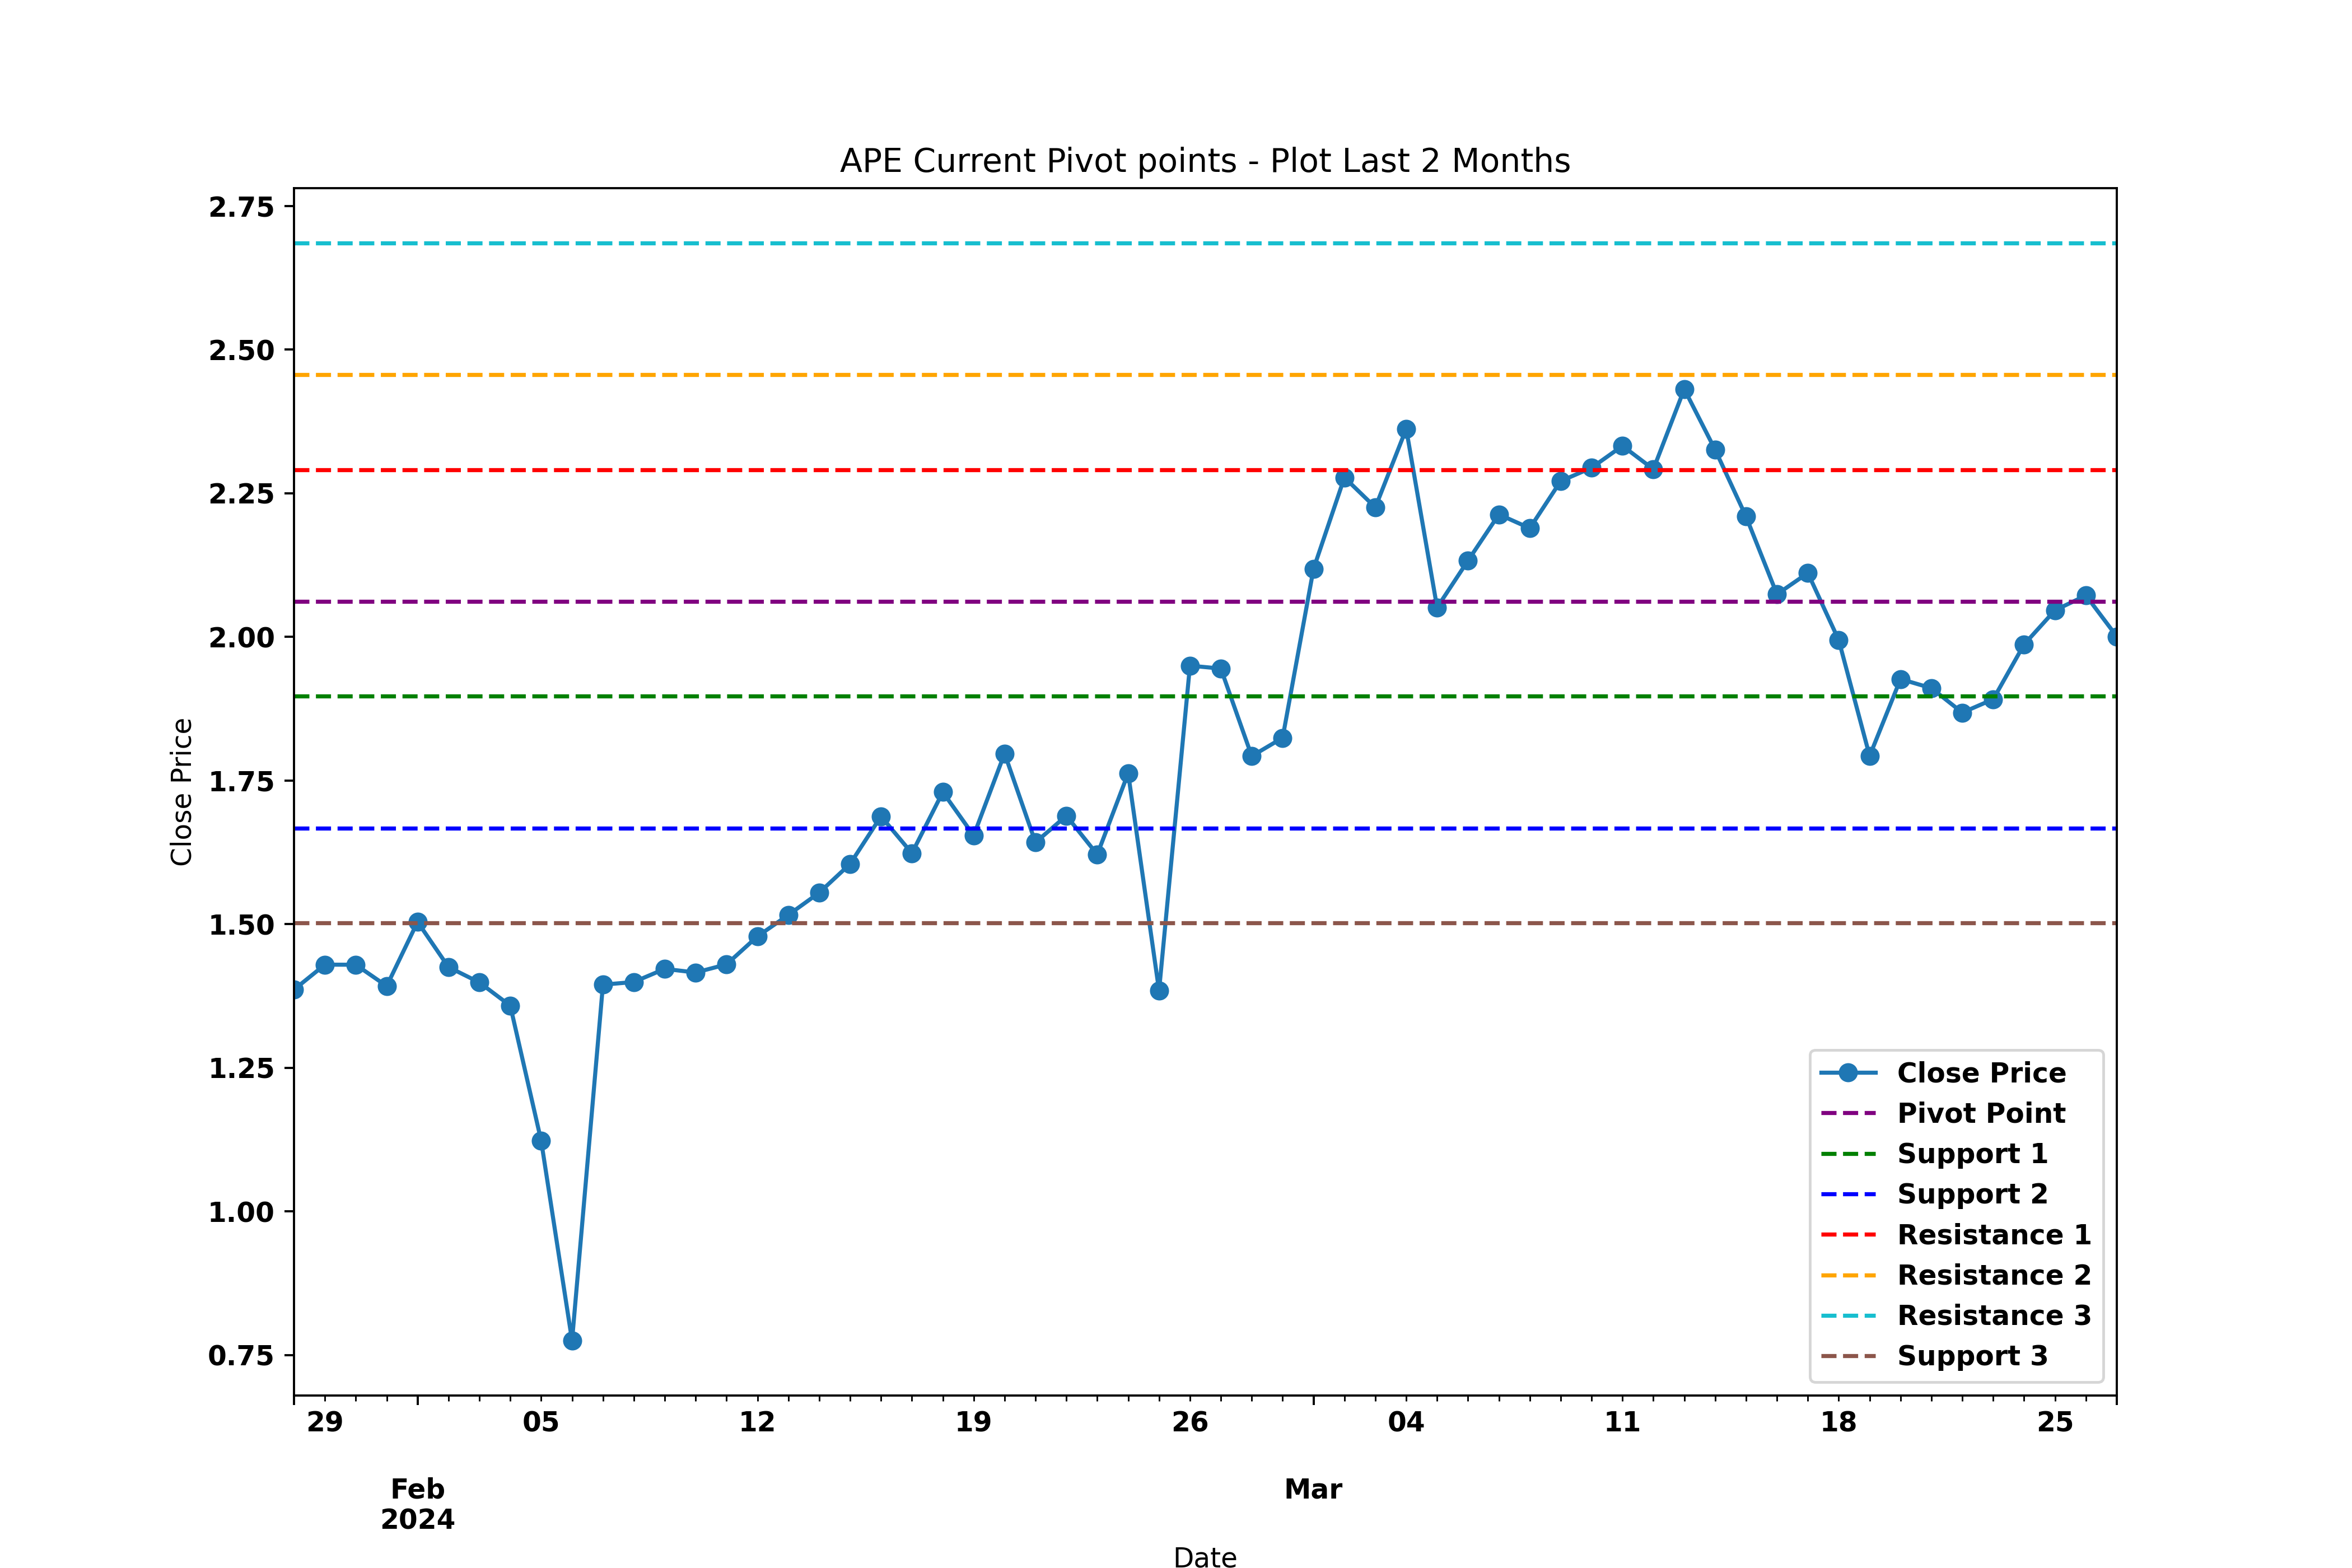 APE Current Pivot points - Plot Last 2 Months
2.75
2.50
2.25
2.00
1.75
1.50
1.25
1.00
0.75
Close Price
Close Price
Pivot Point
Support 1
Support 2
Resistance 1
Resistance 2
Resistance 3
Support 3
29 05 12 19 26 04 11 18 25
Feb Mar
2024
Date